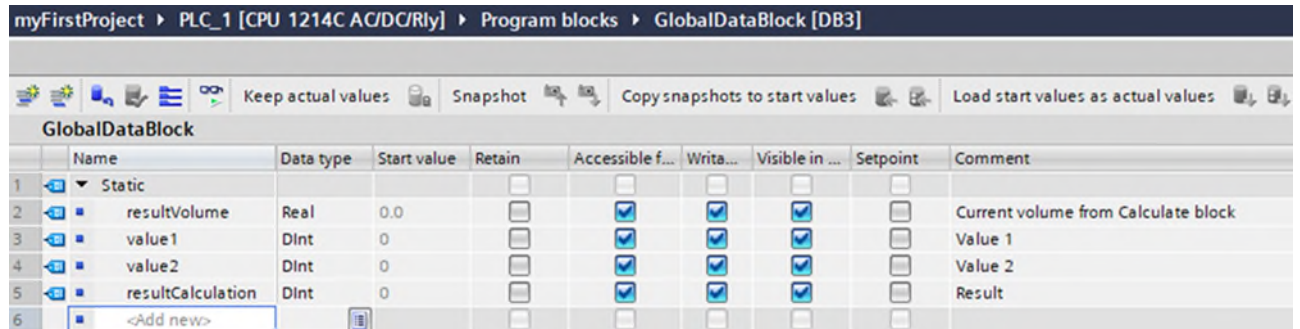 myFirstProject ▸ PLC_1 [CPU 1214C AC/DC/Rly] ▸ Program blocks ▸ GlobalDataBlock [DB3]
Keep actual values Snapshot Copy snapshots to start values Load start values as actual values
GlobalDataBlock
Name Data type Start value Retain Accessible f... Writa... Visible in ... Setpoint Comment
1 Static
2 resultVolume Real 0.0 Current volume from Calculate block
3 value1 DInt 0 Value 1
4 value2 DInt 0 Value 2
5 resultCalculation DInt 0 Result
6 <Add new>